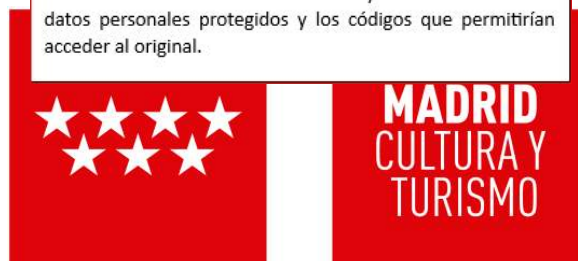 datos personales protegidos y los códigos que permitirían
acceder al original.
MADRID
CULTURA Y
TURISMO